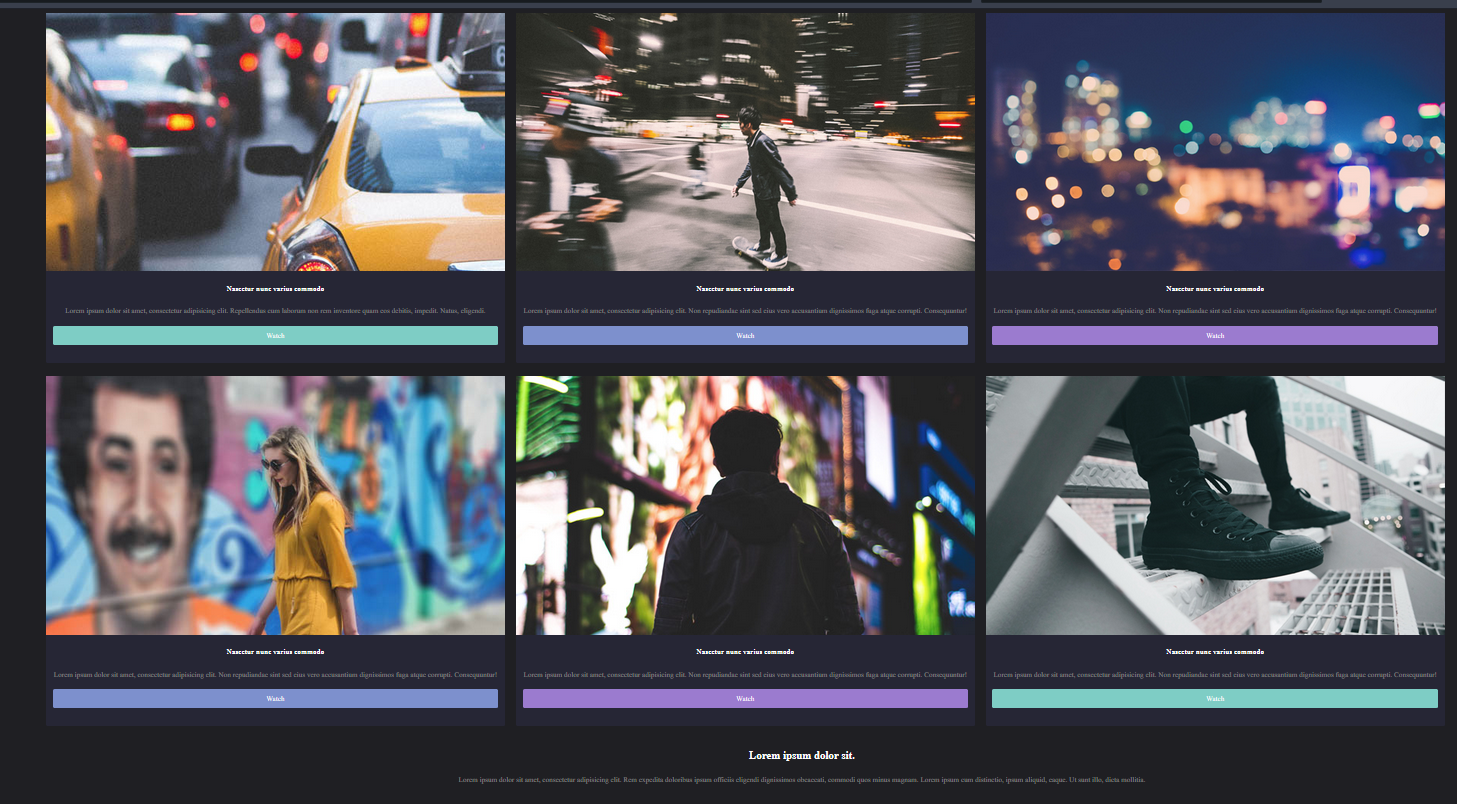 Nasectur nunc varius commodo
Nasectur nunc varius commodo
Nasectur nunc varius commodo
Lorem ipsum dolor sit amet, consectetur adipisicing elit. Repellendus cum laborum non rem inventore quam eos debitis, impedit. Natus, eligendi.
Lorem ipsum dolor sit amet, consectetur adipisicing elit. Non repudiandae sint sed eius vero accusantium dignissimos fuga atque corrupti. Consequuntur!
Lorem ipsum dolor sit amet, consectetur adipisicing elit. Non repudiandae sint sed eius vero accusantium dignissimos fuga atque corrupti. Consequuntur!
Watch
Watch
Watch
Nasectur nunc varius commodo
Nasectur nunc varius commodo
Nasectur nunc varius commodo
Lorem ipsum dolor sit amet, consectetur adipisicing elit. Non repudiandae sint sed eius vero accusantium dignissimos fuga atque corrupti. Consequuntur!
Lorem ipsum dolor sit amet, consectetur adipisicing elit. Non repudiandae sint sed eius vero accusantium dignissimos fuga atque corrupti. Consequuntur!
Lorem ipsum dolor sit amet, consectetur adipisicing elit. Non repudiandae sint sed eius vero accusantium dignissimos fuga atque corrupti. Consequuntur!
Watch
Watch
Watch
Lorem ipsum dolor sit.
Lorem ipsum dolor sit amet, consectetur adipisicing elit. Rem expedita doloribus ipsum officiis eligendi dignissimos obcaecati, commodi quos minus magnam. Lorem ipsum cum distinctio, ipsum aliquid, eaque. Ut sunt illo, dicta mollitia.